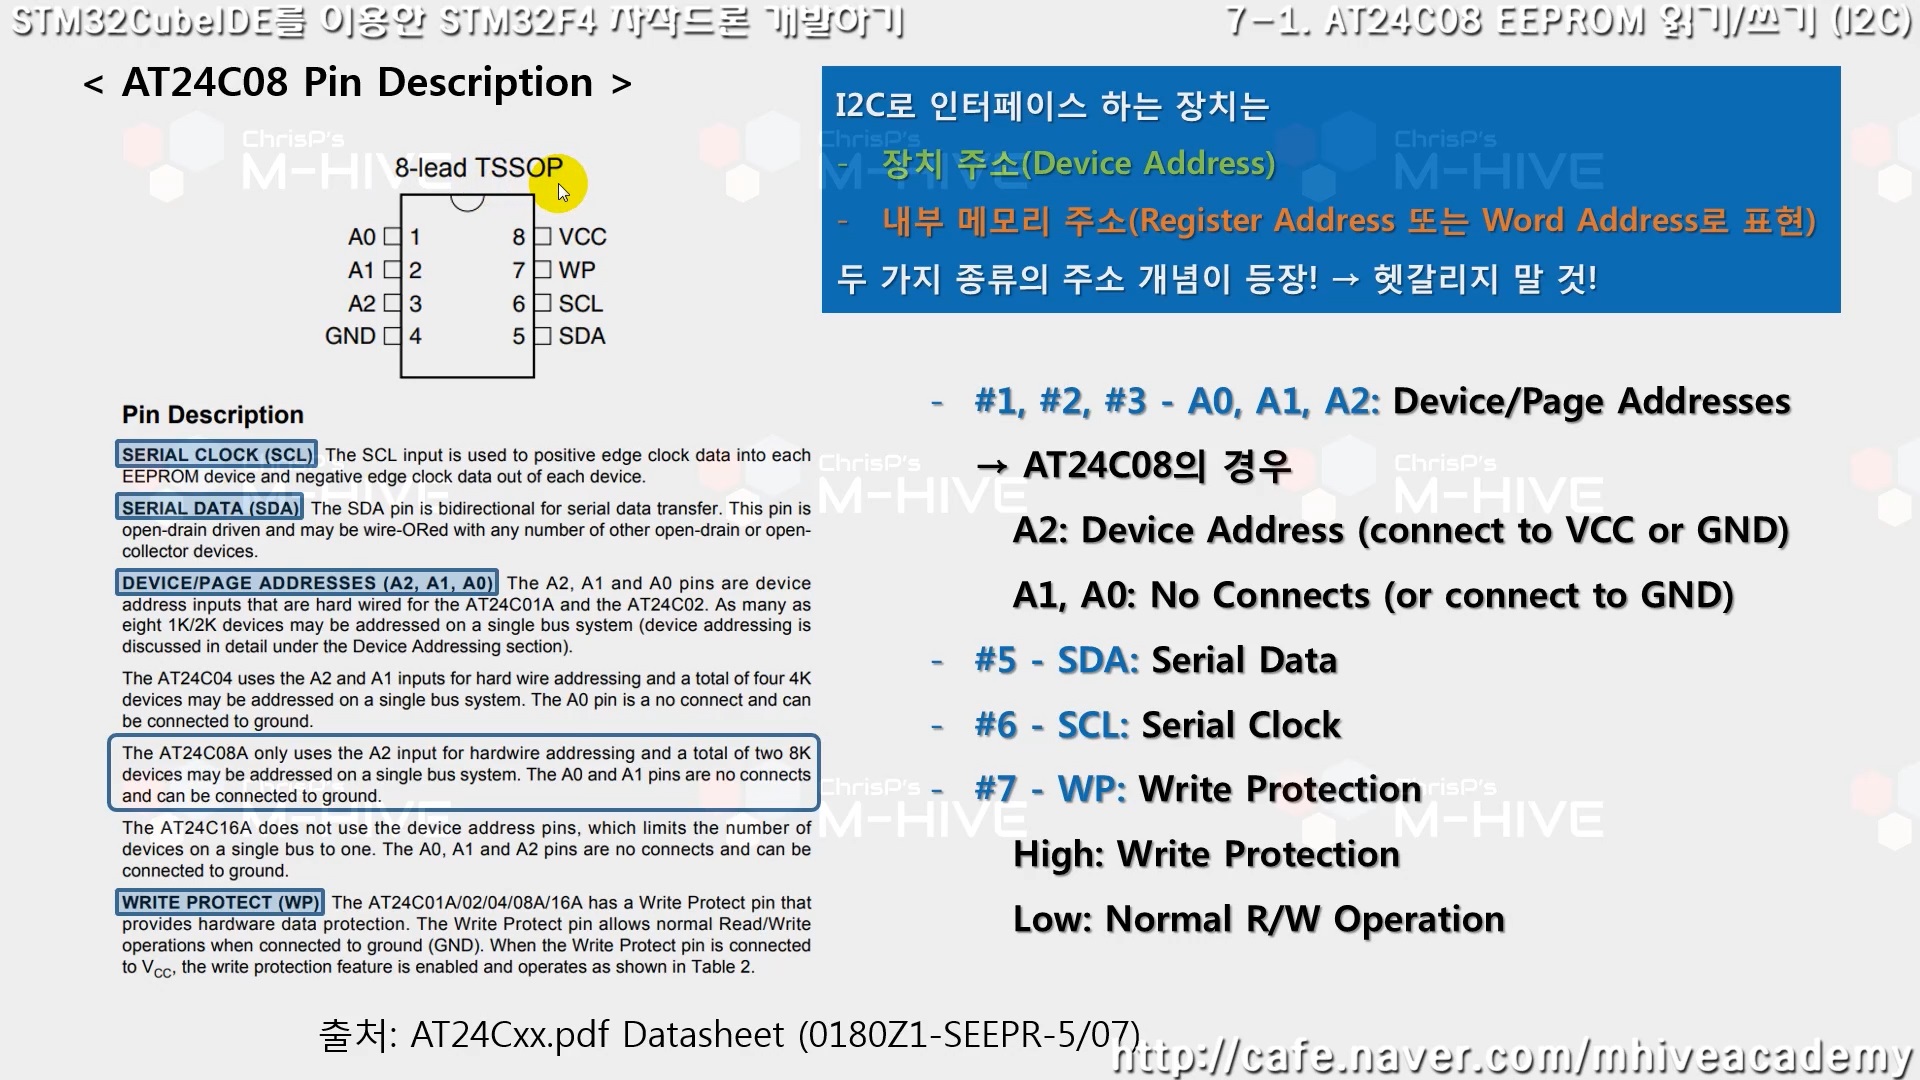 STM32CubeIDE를 이용한 STM32F4 자작드론 개발하기
7-1. AT24C08 EEPROM 읽기/쓰기 (I2C)
< AT24C08 Pin Description >
8-lead TSSOP
A0 1 8 VCC
A1 2 7 WP
A2 3 6 SCL
GND 4 5 SDA
Pin Description
SERIAL CLOCK (SCL) The SCL input is used to positive edge clock data into each
EEPROM device and negative edge clock data out of each device.
SERIAL DATA (SDA) The SDA pin is bidirectional for serial data transfer. This pin is
open-drain driven and may be wire-ORed with any number of other open-drain or open-
collector devices.
DEVICE/PAGE ADDRESSES (A2, A1, A0) The A2, A1 and A0 pins are device
address inputs that are hard wired for the AT24C01A and the AT24C02. As many as
eight 1K/2K devices may be addressed on a single bus system (device addressing is
discussed in detail under the Device Addressing section).
The AT24C04 uses the A2 and A1 inputs for hard wire addressing and a total of four 4K
devices may be addressed on a single bus system. The A0 pin is a no connect and can
be connected to ground.
The AT24C08A only uses the A2 input for hardwire addressing and a total of two 8K
devices may be addressed on a single bus system. The A0 and A1 pins are no connects
and can be connected to ground.
The AT24C16A does not use the device address pins, which limits the number of
devices on a single bus to one. The A0, A1 and A2 pins are no connects and can be
connected to ground.
WRITE PROTECT (WP) The AT24C01A/02/04/08A/16A has a Write Protect pin that
provides hardware data protection. The Write Protect pin allows normal Read/Write
operations when connected to ground (GND). When the Write Protect pin is connected
to VCC, the write protection feature is enabled and operates as shown in Table 2.
I2C로 인터페이스 하는 장치는
- 장치 주소(Device Address)
- 내부 메모리 주소(Register Address 또는 Word Address로 표현)
두 가지 종류의 주소 개념이 등장! → 헷갈리지 말 것!
- #1, #2, #3 - A0, A1, A2: Device/Page Addresses
→ AT24C08의 경우
A2: Device Address (connect to VCC or GND)
A1, A0: No Connects (or connect to GND)
- #5 - SDA: Serial Data
- #6 - SCL: Serial Clock
- #7 - WP: Write Protection
High: Write Protection
Low: Normal R/W Operation
출처: AT24Cxx.pdf Datasheet (0180Z1-SEEPR-5/07)
http://cafe.naver.com/mhiveacademy
ChrisP's
M-HIVE